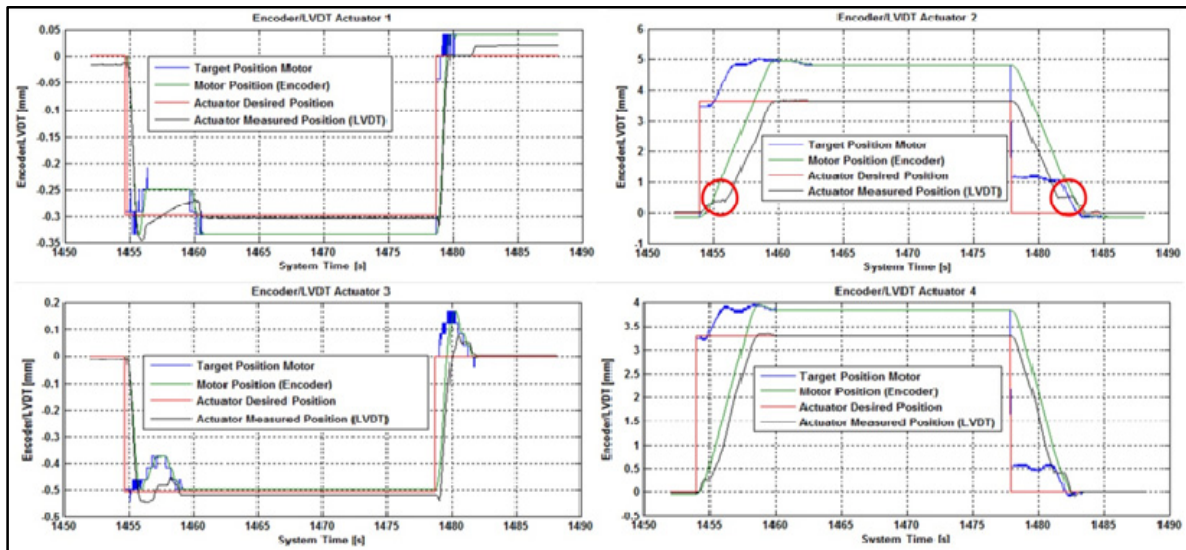 Encoder/LVDT Actuator 1
Encoder/LVDT [mm]
0.05
0
-0.05
-0.1
-0.15
-0.2
-0.25
-0.3
-0.35
Target Position Motor
Motor Position (Encoder)
Actuator Desired Position
Actuator Measured Position (LVDT)
1450 1455 1460 1465 1470 1475 1480 1485 1490
System Time [s]
Encoder/LVDT Actuator 2
Encoder/LVDT [mm]
6
5
4
3
2
1
0
-1
Target Position Motor
Motor Position (Encoder)
Actuator Desired Position
Actuator Measured Position (LVDT)
1450 1455 1460 1465 1470 1475 1480 1485 1490
System Time [s]
Encoder/LVDT Actuator 3
Encoder/LVDT [mm]
0.2
0.1
0
-0.1
-0.2
-0.3
-0.4
-0.5
-0.6
Target Position Motor
Motor Position (Encoder)
Actuator Desired Position
Actuator Measured Position (LVDT)
1450 1455 1460 1465 1470 1475 1480 1485 1490
System Time [s]
Encoder/LVDT Actuator 4
Encoder/LVDT [mm]
4
3.5
3
2.5
2
1.5
1
0.5
0
-0.5
Target Position Motor
Motor Position (Encoder)
Actuator Desired Position
Actuator Measured Position (LVDT)
1450 1455 1460 1465 1470 1475 1480 1485 1490
System Time [s]